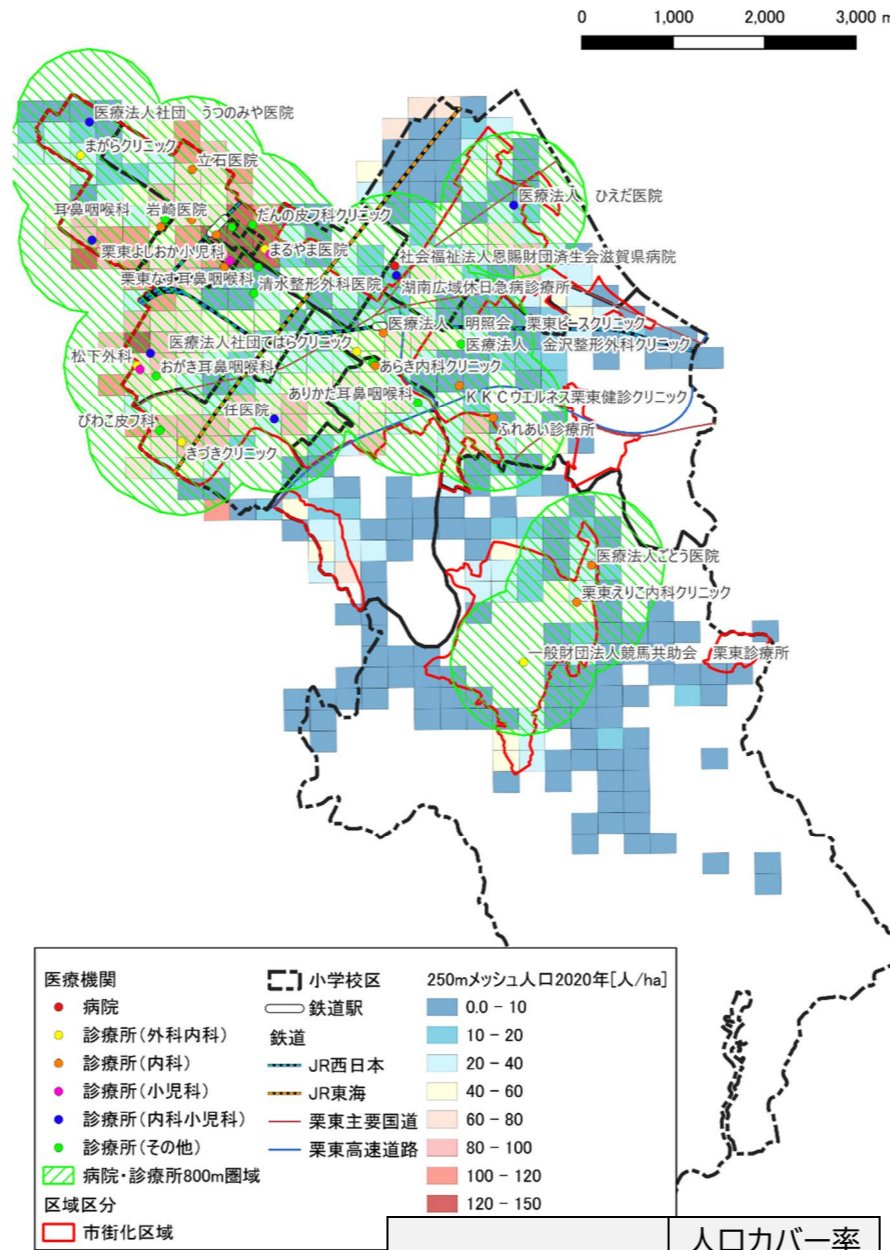 0 1,000 2,000 3,000 m
医療法人社団 うつのみや医院
まがらクリニック
立石医院
医療法人 ひえだ医院
耳鼻咽喉科 岩崎医院
だんの皮フ科クリニック
栗東よしおか小児科
まるやま医院
社会福祉法人恩賜財団済生会滋賀県病院
栗東なす耳鼻咽喉科
清水整形外科医院
湖南広域休日急病診療所
医療法人 明照会 栗東ピースクリニック
医療法人社団てはらクリニック
医療法人 金沢整形外科クリニック
松下外科
おがき耳鼻咽喉科
あらき内科クリニック
ありかた耳鼻咽喉科
KKCウエルネス栗東健診クリニック
びわこ皮フ科
任医院
ふれあい診療所
きづきクリニック
医療法人ごとう医院
栗東えりこ内科クリニック
一般財団法人競馬共助会 栗東診療所
医療機関
病院
診療所(外科内科)
診療所(内科)
診療所(小児科)
診療所(内科小児科)
診療所(その他)
病院・診療所800m圏域
区域区分
市街化区域
小学校区
鉄道駅
鉄道
JR西日本
JR東海
栗東主要国道
栗東高速道路
250mメッシュ人口2020年[人/ha]
0.0 - 10
10 - 20
20 - 40
40 - 60
60 - 80
80 - 100
100 - 120
120 - 150
人口カバー率